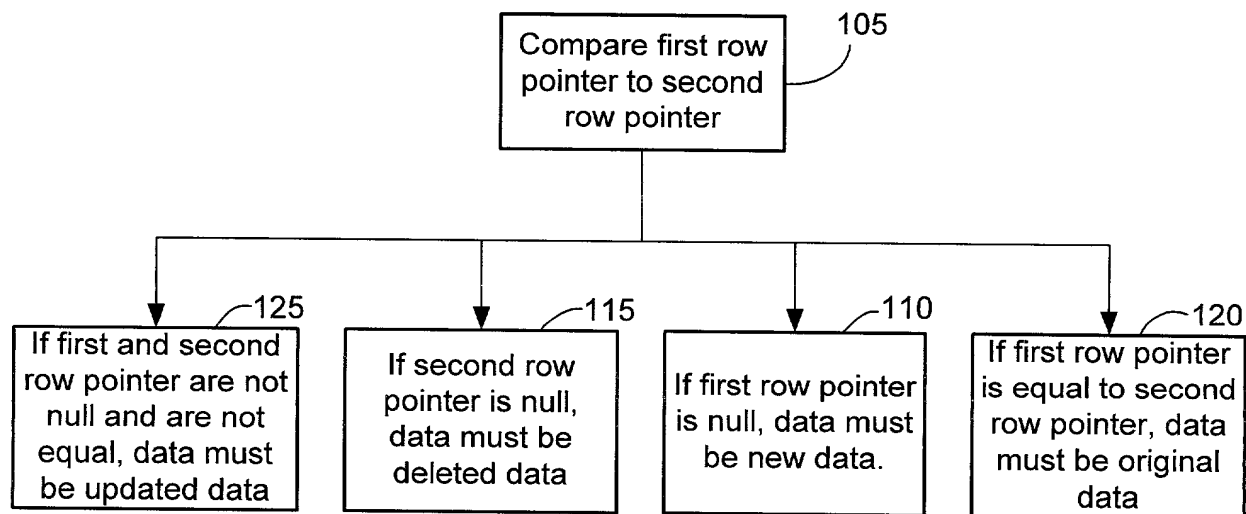 105
Compare first row
pointer to second
row pointer
125
If first and second
row pointer are not
null and are not
equal, data must
be updated data
115
If second row
pointer is null,
data must be
deleted data
110
If first row pointer
is null, data must
be new data.
120
If first row pointer
is equal to second
row pointer, data
must be original
data